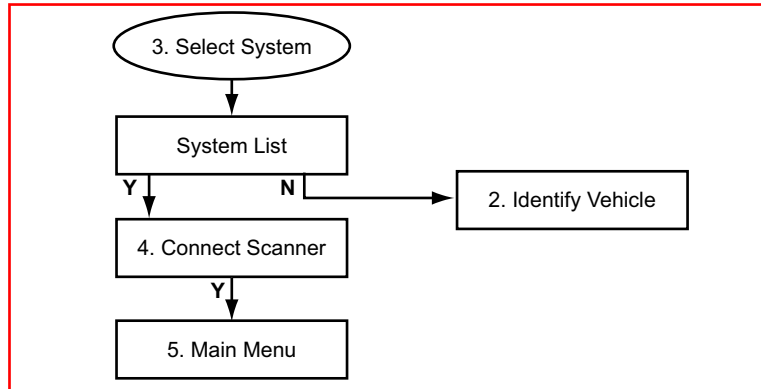 3. Select System
System List
Y
N
2. Identify Vehicle
4. Connect Scanner
Y
5. Main Menu